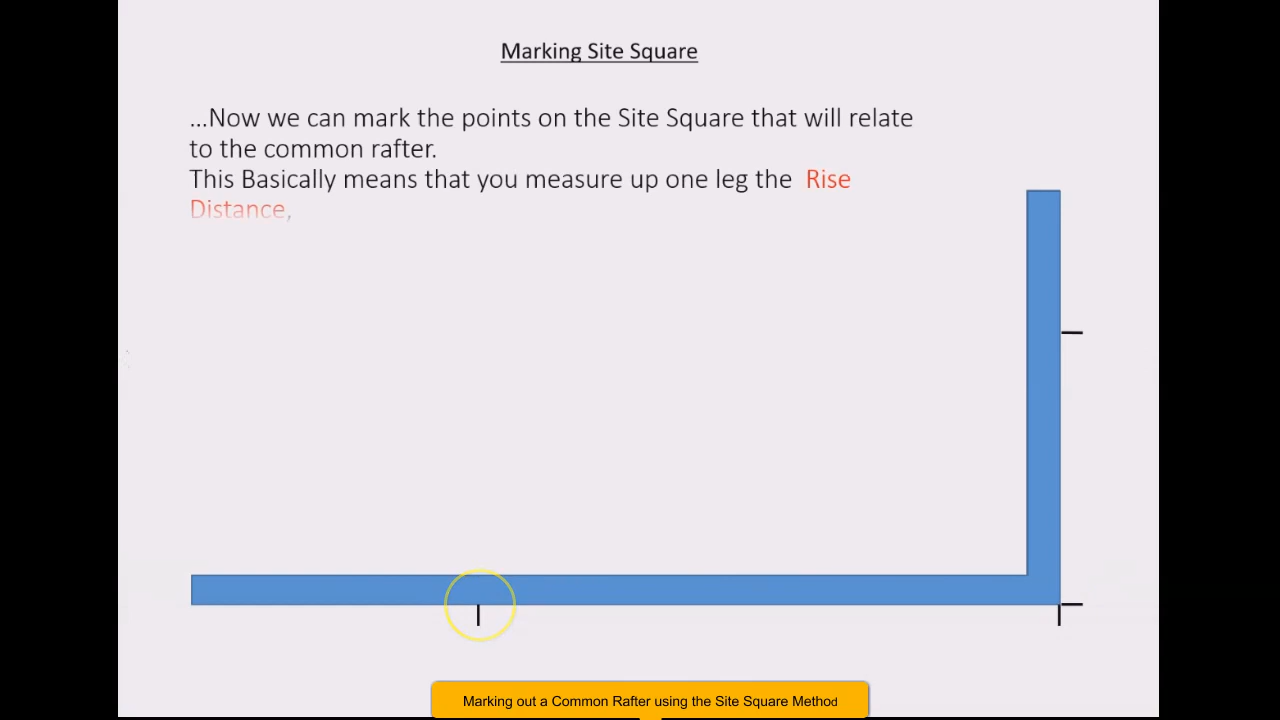 Marking Site Square
...Now we can mark the points on the Site Square that will relate
to the common rafter.
This Basically means that you measure up one leg the Rise
Distance,
Marking out a Common Rafter using the Site Square Method